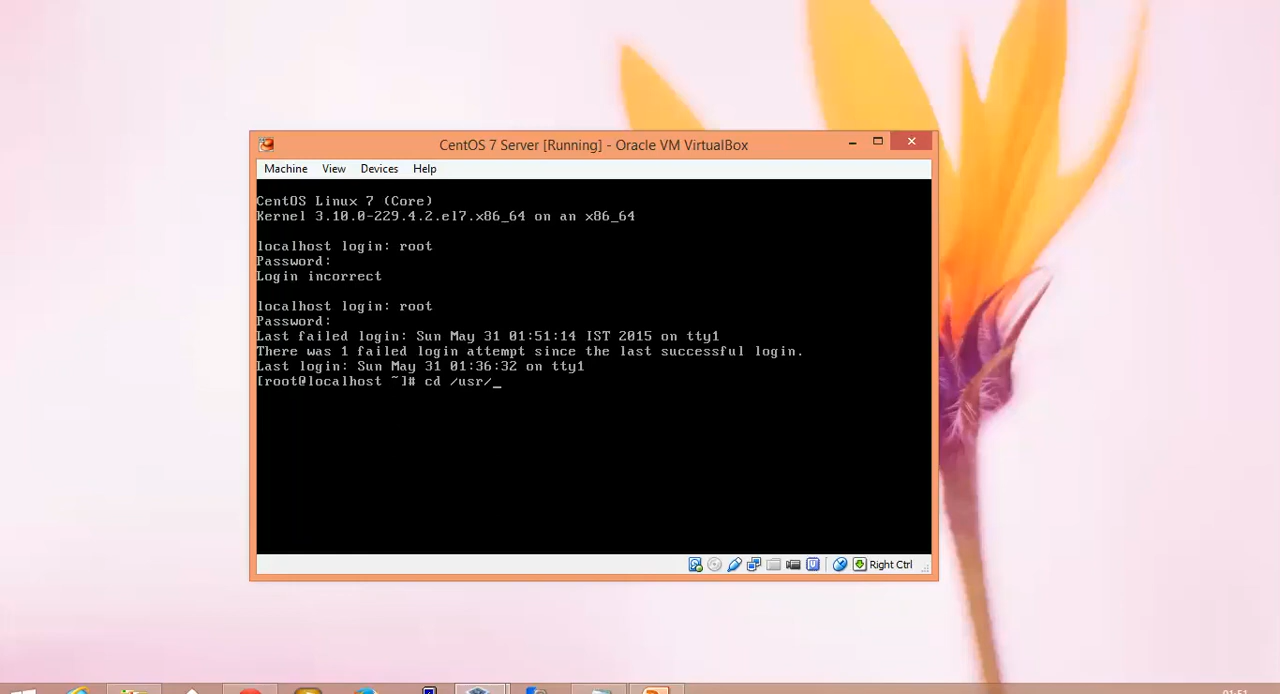 CentOS 7 Server [Running] - Oracle VM VirtualBox
Machine View Devices Help
CentOS Linux 7 (Core)
Kernel 3.10.0-229.4.2.el7.x86_64 on an x86_64
localhost login: root
Password:
Login incorrect
localhost login: root
Password:
Last failed login: Sun May 31 01:51:14 IST 2015 on tty1
There was 1 failed login attempt since the last successful login.
Last login: Sun May 31 01:36:32 on tty1
[root@localhost ~]# cd /usr/_
Right Ctrl